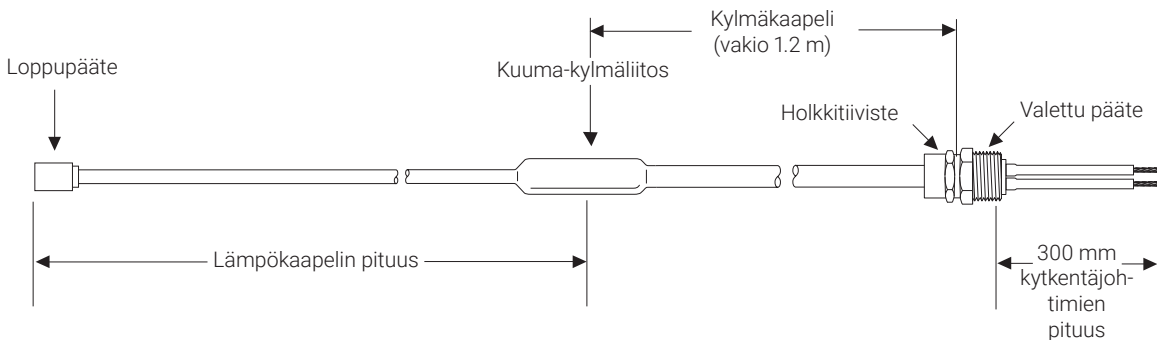 Kylmäkaapeli
(vakio 1.2 m)
Loppupääte
Kuuma-kylmäliitos
Holkkitiiviste
Valettu pääte
Lämpökaapelin pituus
300 mm
kytkentäjoh-
timien
pituus